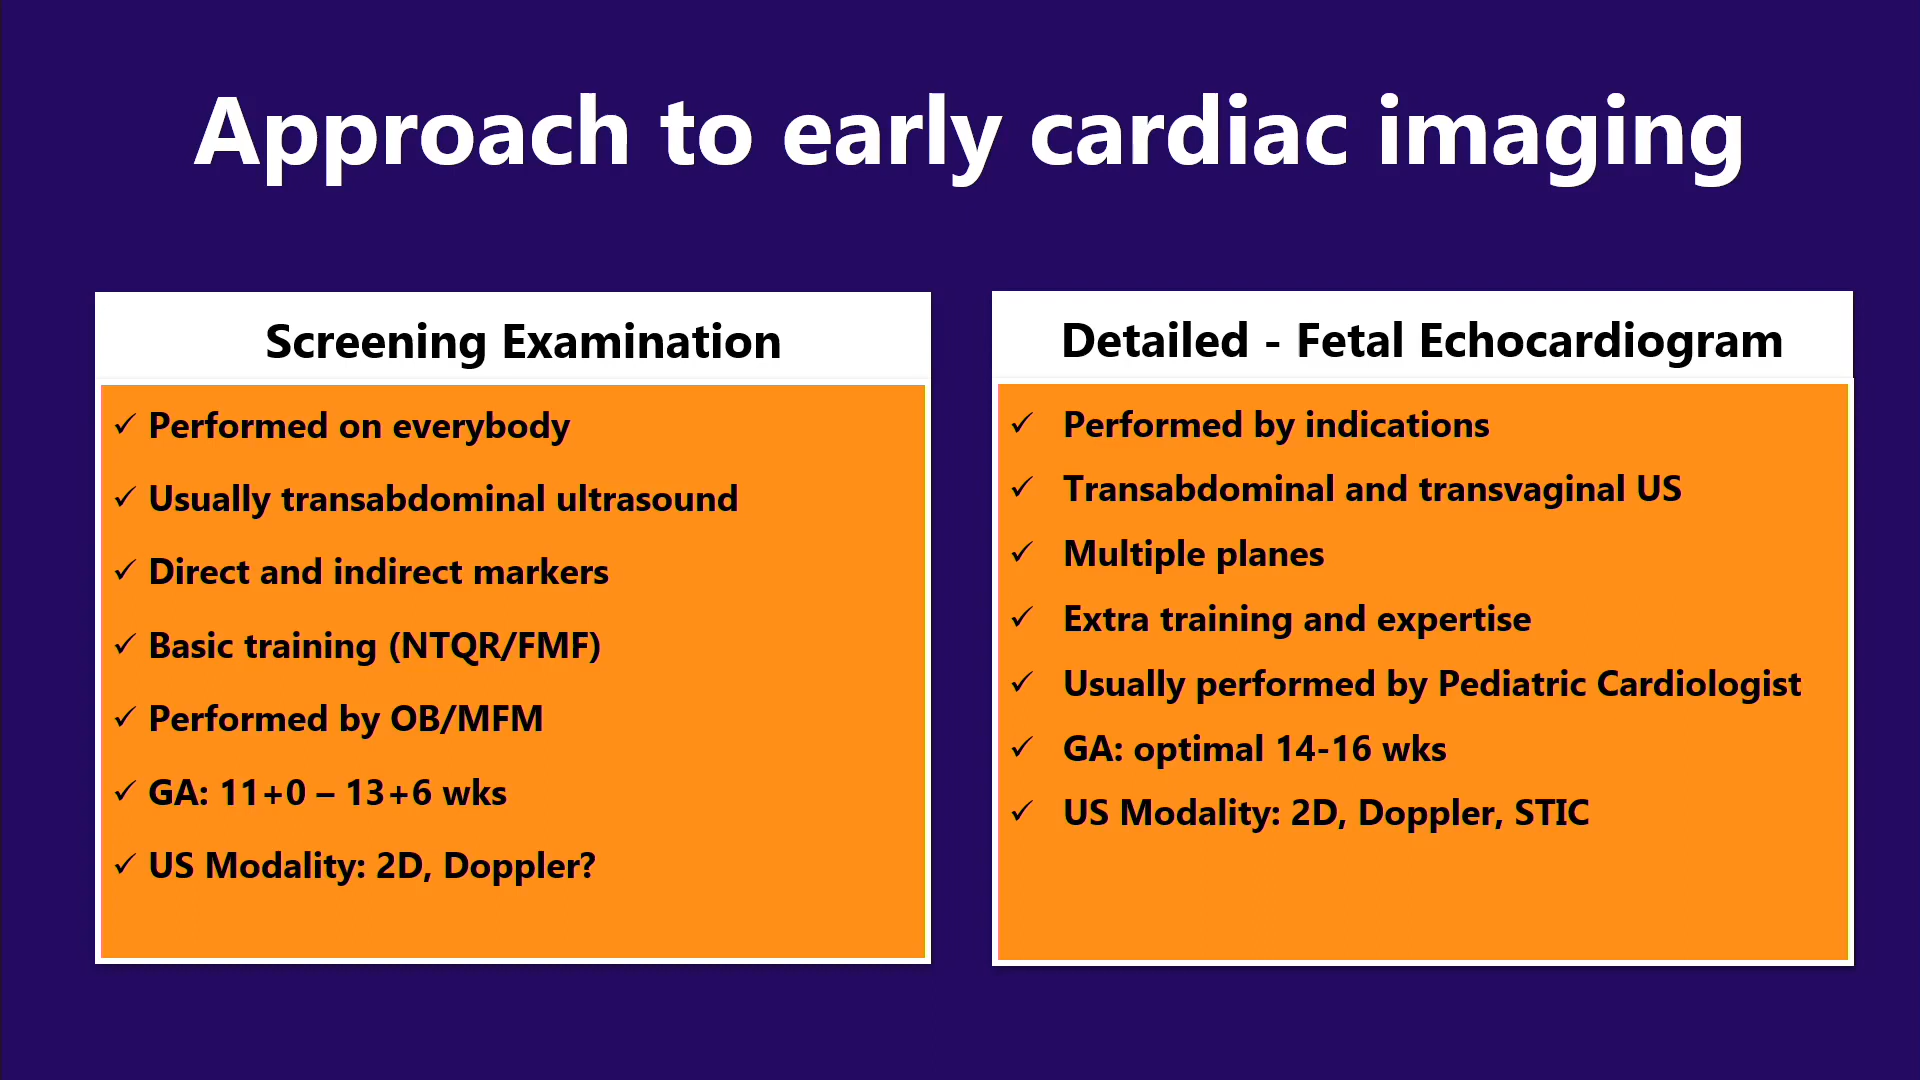 Approach to early cardiac imaging
Screening Examination
✓ Performed on everybody
✓ Usually transabdominal ultrasound
✓ Direct and indirect markers
✓ Basic training (NTQR/FMF)
✓ Performed by OB/MFM
✓ GA: 11+0 – 13+6 wks
✓ US Modality: 2D, Doppler?
Detailed - Fetal Echocardiogram
✓ Performed by indications
✓ Transabdominal and transvaginal US
✓ Multiple planes
✓ Extra training and expertise
✓ Usually performed by Pediatric Cardiologist
✓ GA: optimal 14-16 wks
✓ US Modality: 2D, Doppler, STIC